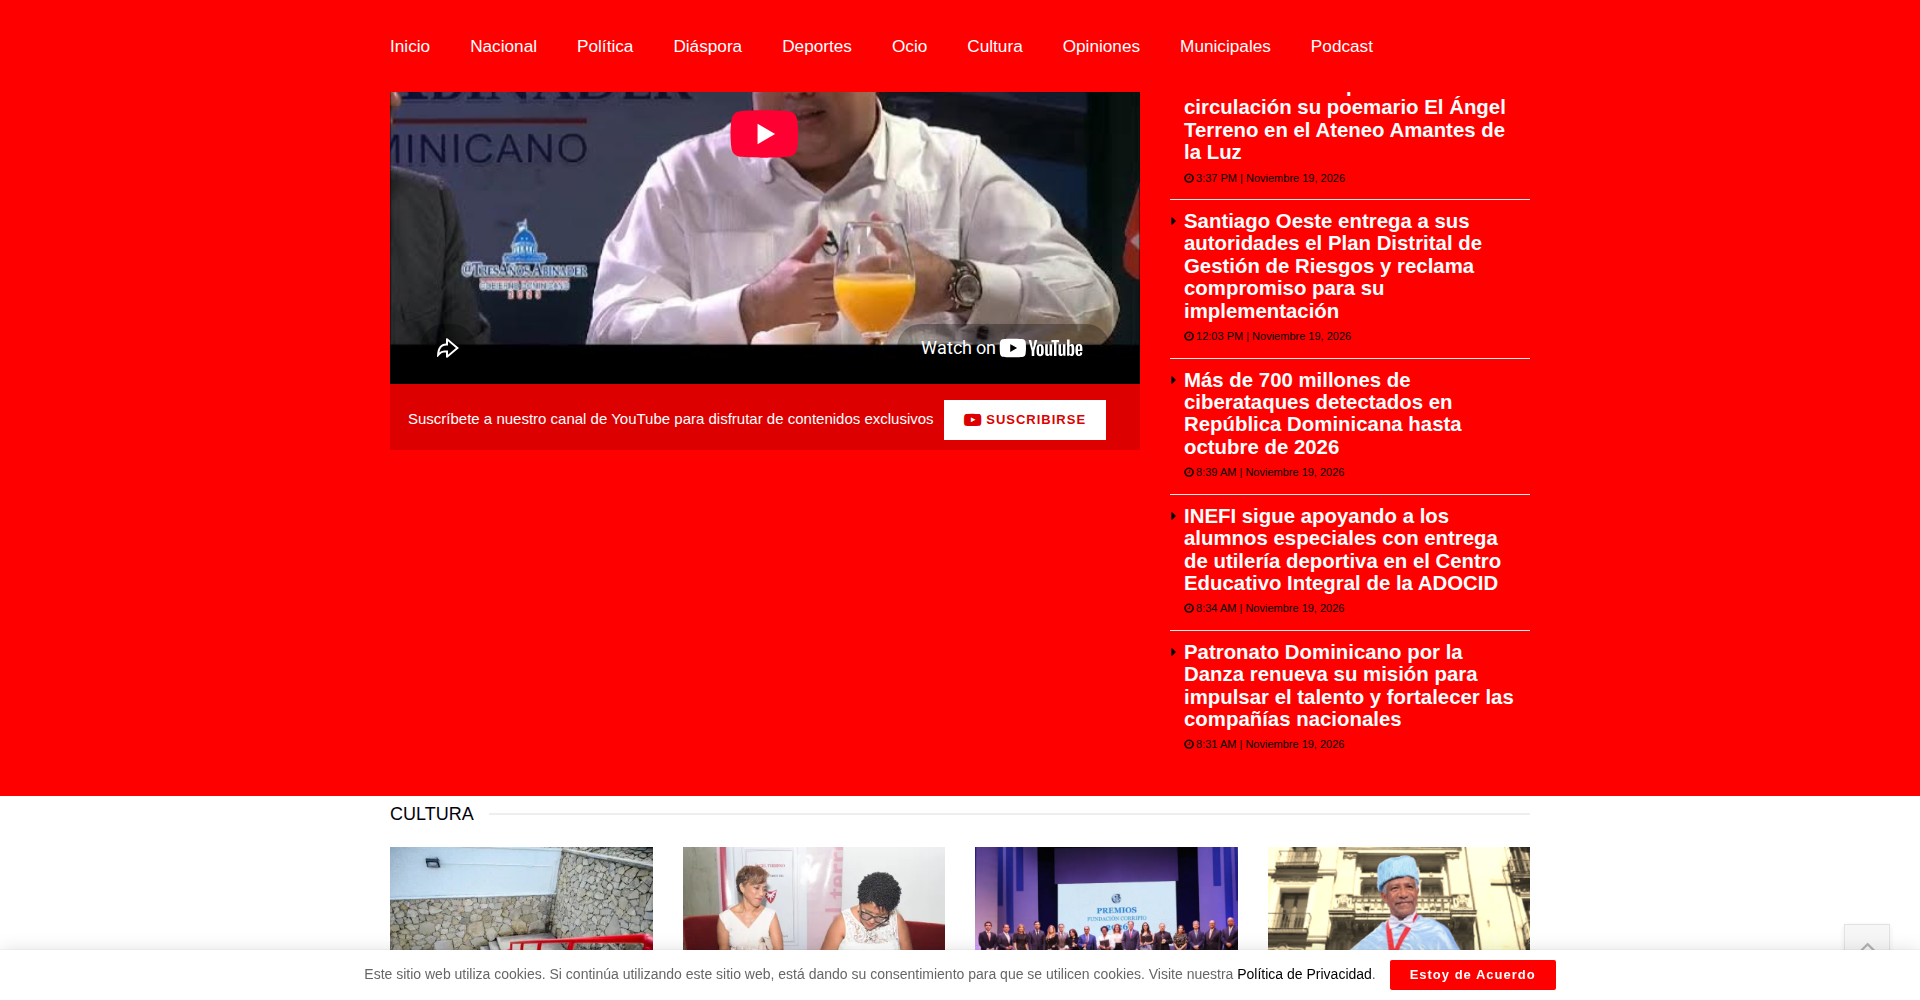 Inicio Nacional Política Diáspora Deportes Ocio Cultura Opiniones Municipales Podcast
MINICANO
@TRESAÑOSABINADER
GOBIERNO DOMINICANO
Watch on YouTube
Suscríbete a nuestro canal de YouTube para disfrutar de contenidos exclusivos SUSCRIBIRSE
circulación su poemario El Ángel
Terreno en el Ateneo Amantes de
la Luz
3:37 PM | Noviembre 19, 2026
Santiago Oeste entrega a sus
autoridades el Plan Distrital de
Gestión de Riesgos y reclama
compromiso para su
implementación
12:03 PM | Noviembre 19, 2026
Más de 700 millones de
ciberataques detectados en
República Dominicana hasta
octubre de 2026
8:39 AM | Noviembre 19, 2026
INEFI sigue apoyando a los
alumnos especiales con entrega
de utilería deportiva en el Centro
Educativo Integral de la ADOCID
8:34 AM | Noviembre 19, 2026
Patronato Dominicano por la
Danza renueva su misión para
impulsar el talento y fortalecer las
compañías nacionales
8:31 AM | Noviembre 19, 2026
CULTURA
PREMIOS
FUNDACIÓN CORRIPIO
Este sitio web utiliza cookies. Si continúa utilizando este sitio web, está dando su consentimiento para que se utilicen cookies. Visite nuestra Política de Privacidad. Estoy de Acuerdo